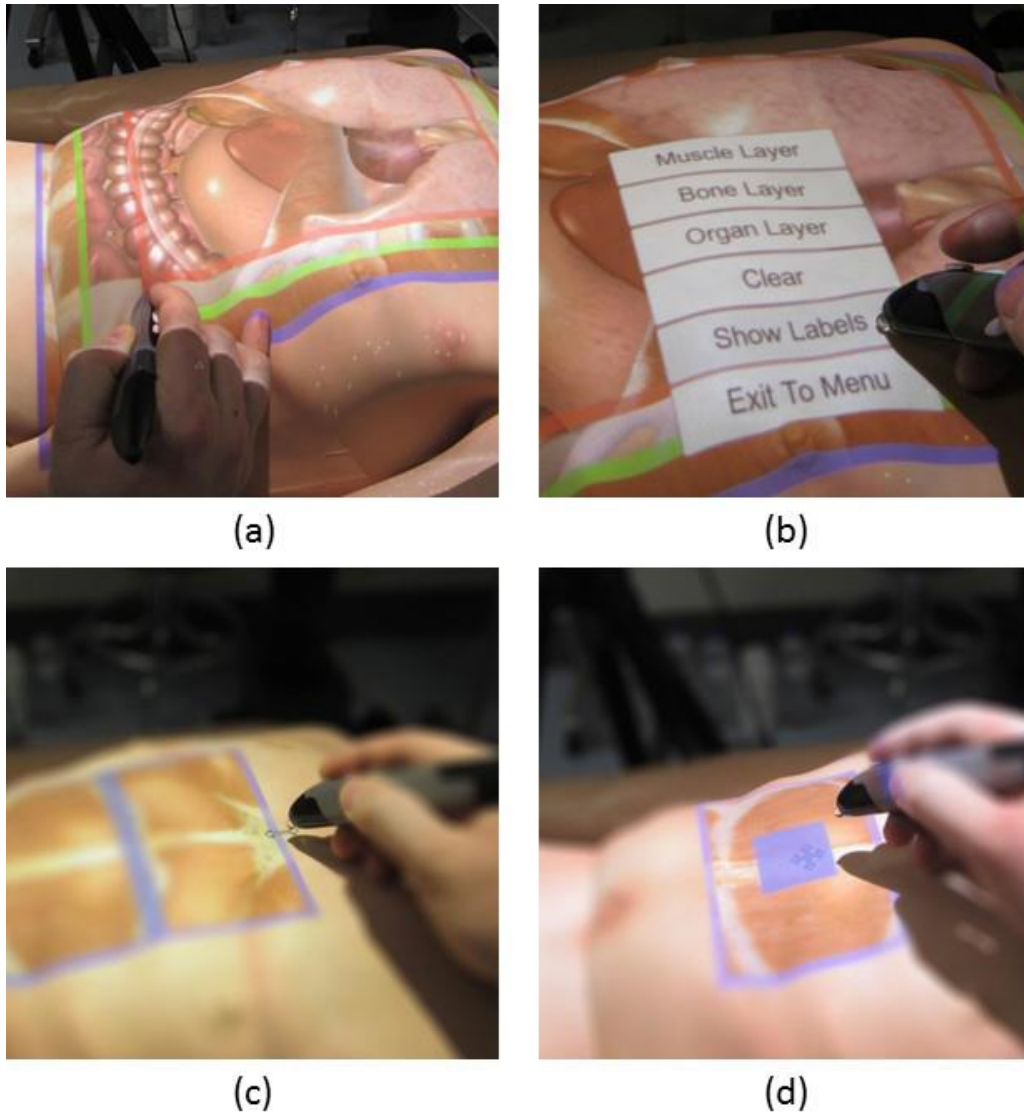 Muscle Layer
Bone Layer
Organ Layer
Clear
Show Labels
Exit To Menu
(a)
(b)
(c)
(d)